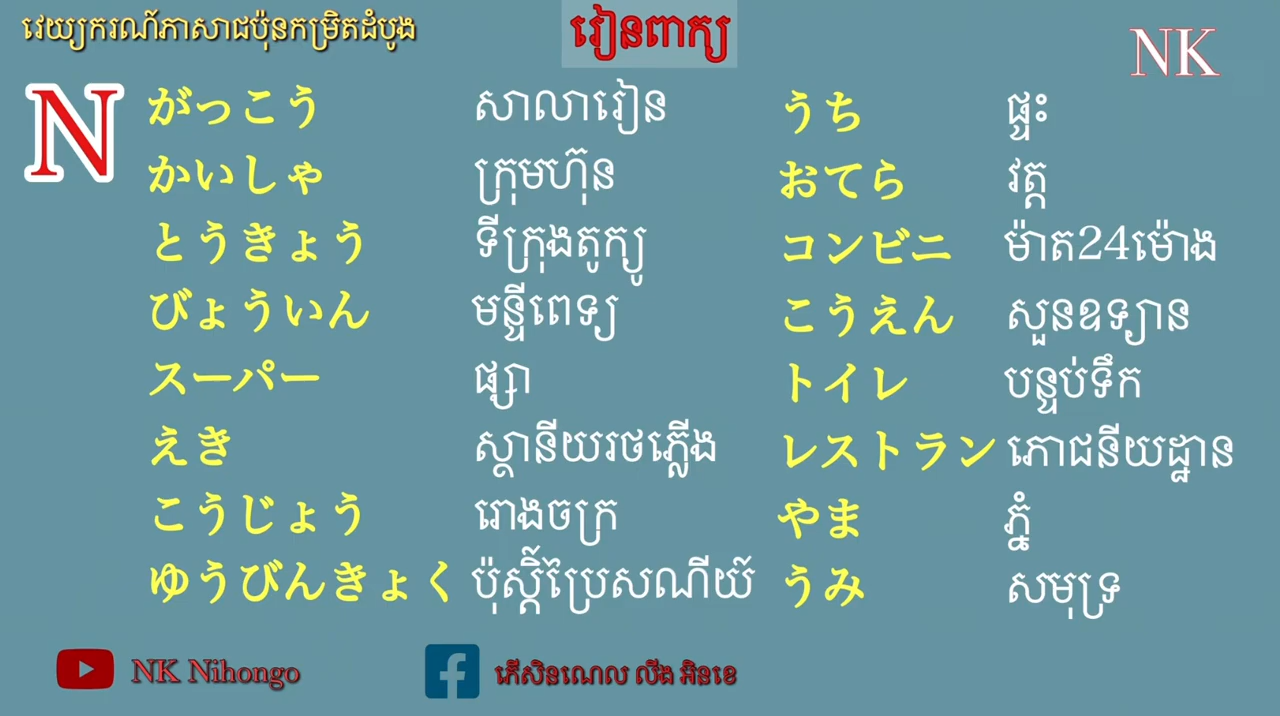 វេយ្យករណ៍ភាសាជប៉ុនកម្រិតដំបូង
រៀនពាក្យ
NK
N
がっこう សាលារៀន うち ផ្ទះ
かいしゃ ក្រុមហ៊ុន おてら វត្ត
とうきょう ទីក្រុងតូក្យូ コンビニ ម៉ាត24ម៉ោង
びょういん មន្ទីពេទ្យ こうえん សួនឧទ្យាន
スーパー ផ្សា トイレ បន្ទប់ទឹក
えき ស្ថានីយរថភ្លើង レストラン ភោជនីយដ្ឋាន
こうじょう រោងចក្រ やま ភ្នំ
ゆうびんきょく ប៉ុស្តិ៍ប្រៃសណីយ៍ うみ សមុទ្រ
NK Nihongo
កើសិនណេល លីង អិនខេ